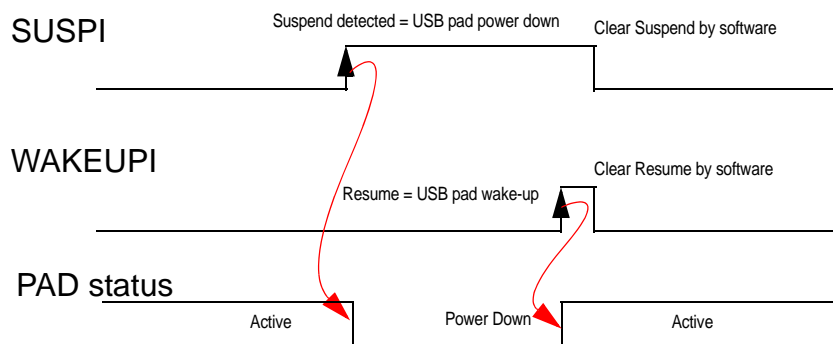 SUSPI
Suspend detected = USB pad power down
Clear Suspend by software
WAKEUPI
Clear Resume by software
Resume = USB pad wake-up
PAD status
Active
Power Down
Active